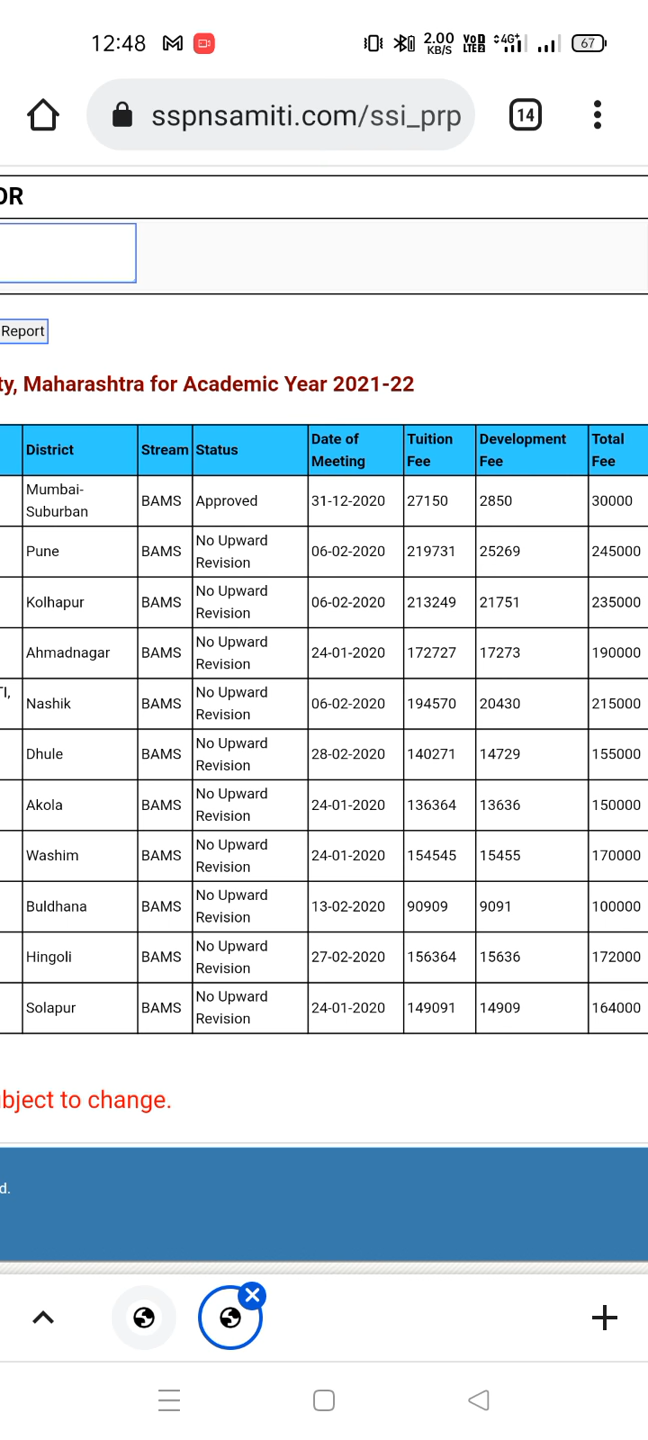 12:48 2.00 KB/S VoD LTE2 4G+ 67
sspnsamiti.com/ssi_prp 14
OR
Report
ty, Maharashtra for Academic Year 2021-22
District Stream Status Date of Meeting Tuition Fee Development Fee Total Fee
Mumbai-Suburban BAMS Approved 31-12-2020 27150 2850 30000
Pune BAMS No Upward Revision 06-02-2020 219731 25269 245000
Kolhapur BAMS No Upward Revision 06-02-2020 213249 21751 235000
Ahmadnagar BAMS No Upward Revision 24-01-2020 172727 17273 190000
TI, Nashik BAMS No Upward Revision 06-02-2020 194570 20430 215000
Dhule BAMS No Upward Revision 28-02-2020 140271 14729 155000
Akola BAMS No Upward Revision 24-01-2020 136364 13636 150000
Washim BAMS No Upward Revision 24-01-2020 154545 15455 170000
Buldhana BAMS No Upward Revision 13-02-2020 90909 9091 100000
Hingoli BAMS No Upward Revision 27-02-2020 156364 15636 172000
Solapur BAMS No Upward Revision 24-01-2020 149091 14909 164000
ubject to change.
d.